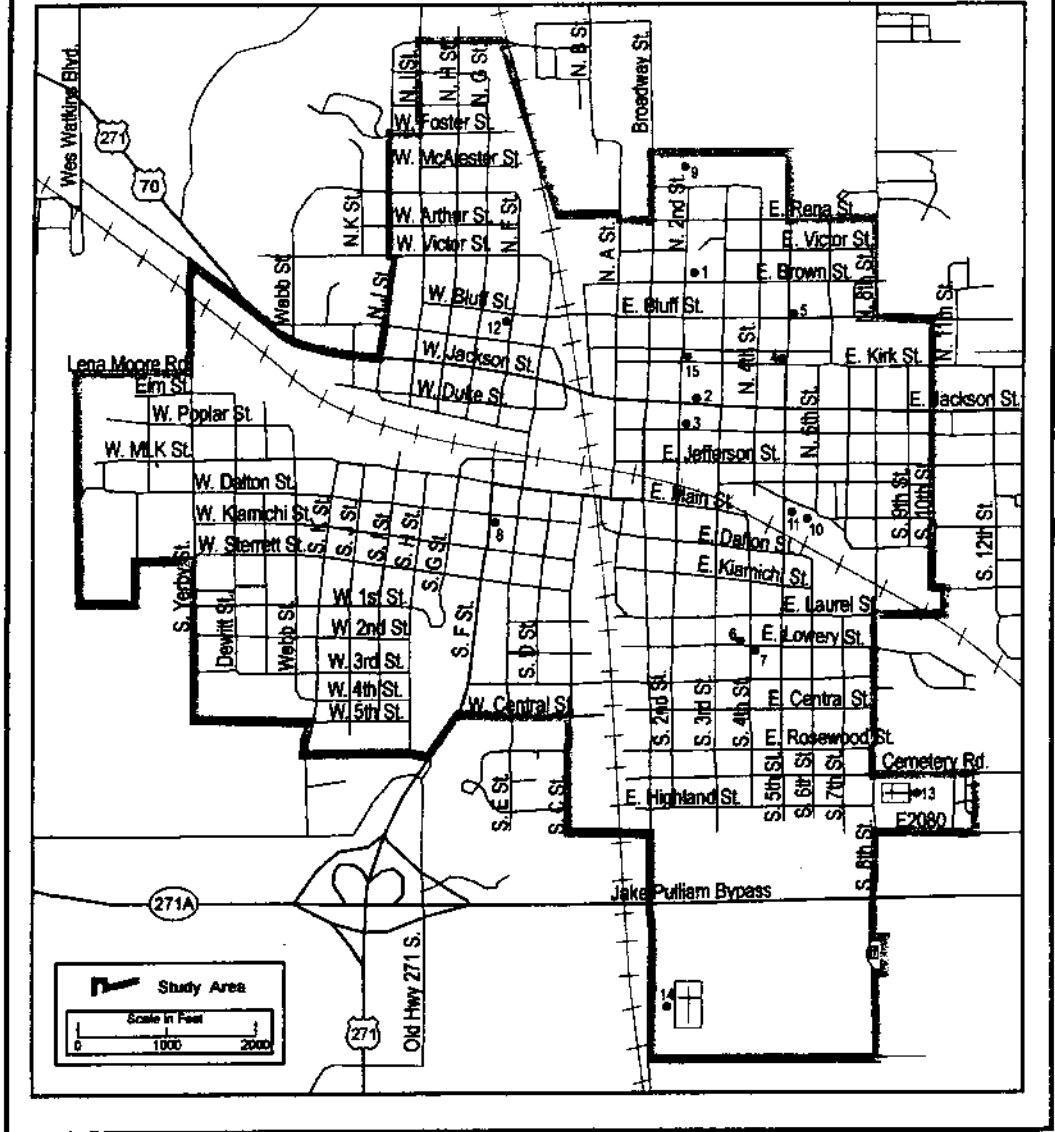 Wes Watkins Blvd.
271
70
N. I St.
N. H St.
N. G St.
N. B St.
Broadway St.
W. Foster St.
W. McAlester St.
9
N. K St.
W. Arthur St.
N. F St.
W. Victor St.
N. A St.
N. 2nd St.
E. Rena St.
E. Victor St.
1
E. Brown St.
N. 8th St.
N. 11th St.
Webb St.
N. J St.
W. Bluff St.
12
E. Bluff St.
5
W. Jackson St.
15
N. 4th St.
4
E. Kirk St.
Lena Moore Rd.
Elm St.
W. Duke St.
2
E. Jackson St.
W. Poplar St.
3
N. 6th St.
W. MLK St.
E. Jefferson St.
W. Dalton St.
E. Main St.
S. 9th St.
S. 10th St.
W. Kiamichi St.
S. K St.
S. J St.
S. I St.
S. H St.
8
11
10
E. Dalton St.
S. 12th St.
W. Sterrett St.
S. G St.
E. Kiamichi St.
S. Yerby St.
W. 1st St.
E. Laurel S
W. 2nd St.
S. F St.
S. D St.
6
E. Lowery St.
Dewitt St.
Webb St.
W. 3rd St.
7
W. 4th St.
S. 2nd St.
S. 3rd St.
S. 4th St.
W. 5th St.
W. Central St
E. Central St.
E. Rosewood St.
Cemetery Rd.
S. E St.
S. C St.
E. Highland St.
S. 5th St.
S. 6th St.
S. 7th St.
13
E2080
S. 8th St.
271A
Jake Pulliam Bypass
Study Area
Scale in Feet
0 1000 2000
271
Old Hwy 271 S.
14